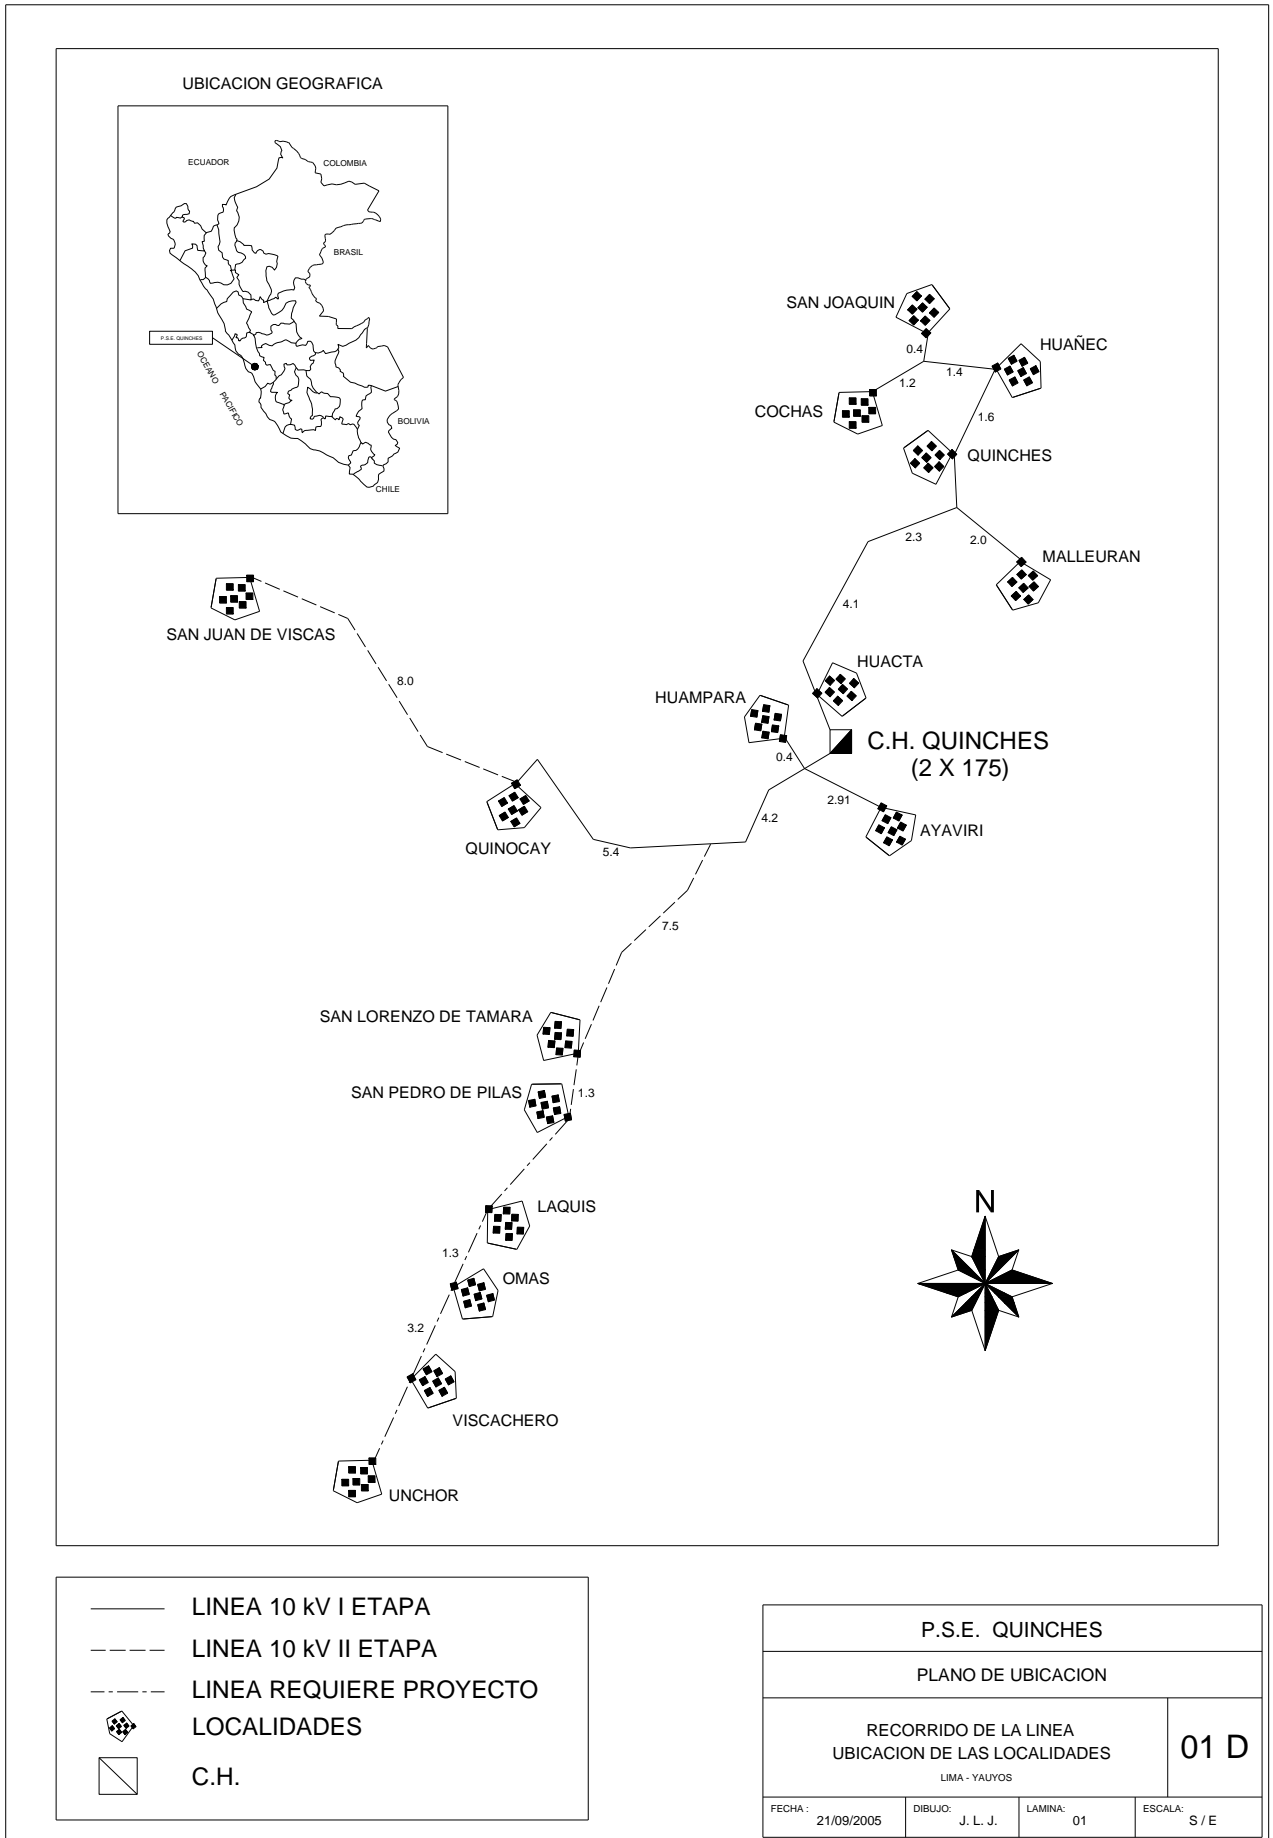 UBICACION GEOGRAFICA
ECUADOR
COLOMBIA
BRASIL
P.S.E. QUINCHES
OCEANO PACIFICO
BOLIVIA
CHILE
SAN JOAQUIN
HUAÑEC
0.4
1.4
1.2
COCHAS
1.6
QUINCHES
2.3
2.0
MALLEURAN
4.1
SAN JUAN DE VISCAS
HUACTA
8.0
HUAMPARA
C.H. QUINCHES
(2 X 175)
0.4
2.91
4.2
AYAVIRI
QUINOCAY
5.4
7.5
SAN LORENZO DE TAMARA
SAN PEDRO DE PILAS
1.3
LAQUIS
N
1.3
OMAS
3.2
VISCACHERO
UNCHOR
LINEA 10 kV I ETAPA
LINEA 10 kV II ETAPA
LINEA REQUIERE PROYECTO
LOCALIDADES
C.H.
P.S.E. QUINCHES
PLANO DE UBICACION
RECORRIDO DE LA LINEA
UBICACION DE LAS LOCALIDADES
LIMA - YAUYOS
01 D
FECHA : 21/09/2005
DIBUJO: J. L. J.
LAMINA: 01
ESCALA: S / E